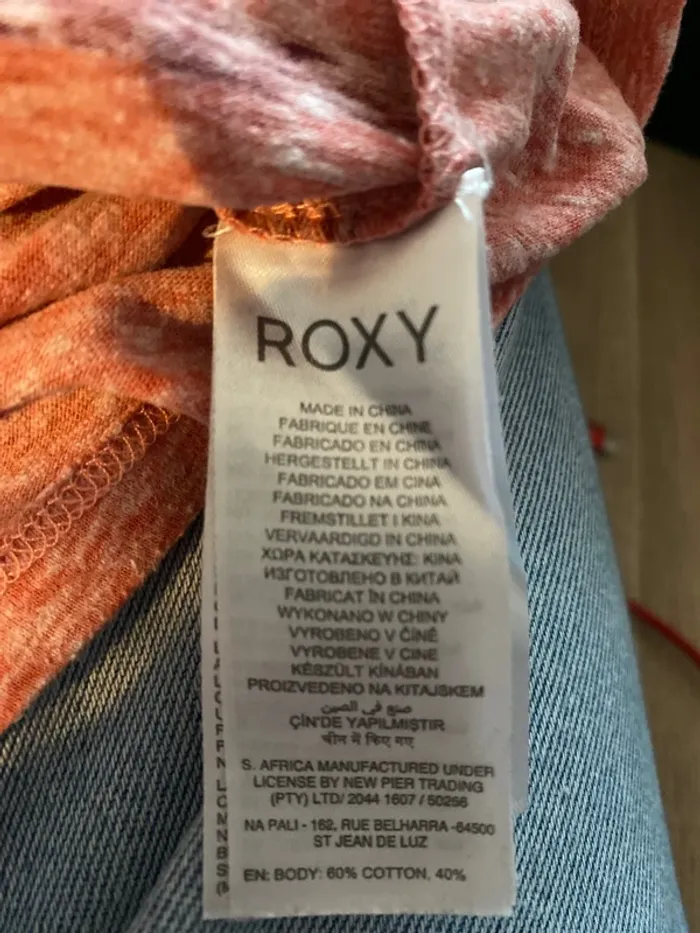 ROXY
MADE IN CHINA
FABRIQUE EN CHINE
FABRICADO EN CHINA
HERGESTELLT IN CHINA
FABRICADO EM CINA
FABRICADO NA CHINA
FREMSTILLET I KINA
VERVAARDIGD IN CHINA
ΧΩΡΑ ΚΑΤΑΣΚΕΥΗΣ: ΚΙΝΑ
ИЗГОТОВЛЕНО В КИТАЙ
FABRICAT ÎN CHINA
WYKONANO W CHINY
VYROBENO V ČÍNĚ
VYROBENE V CINE
KÉSZÜLT KÍNÁBAN
PROIZVEDENO NA KITAJSKEM
صنع في الصين
ÇİN'DE YAPILMIŞTIR
चीन में किए गए
S. AFRICA MANUFACTURED UNDER
LICENSE BY NEW PIER TRADING
(PTY) LTD/ 2044 1607 / 50256
NA PALI - 162, RUE BELHARRA -64500
ST JEAN DE LUZ
EN: BODY: 60% COTTON, 40%